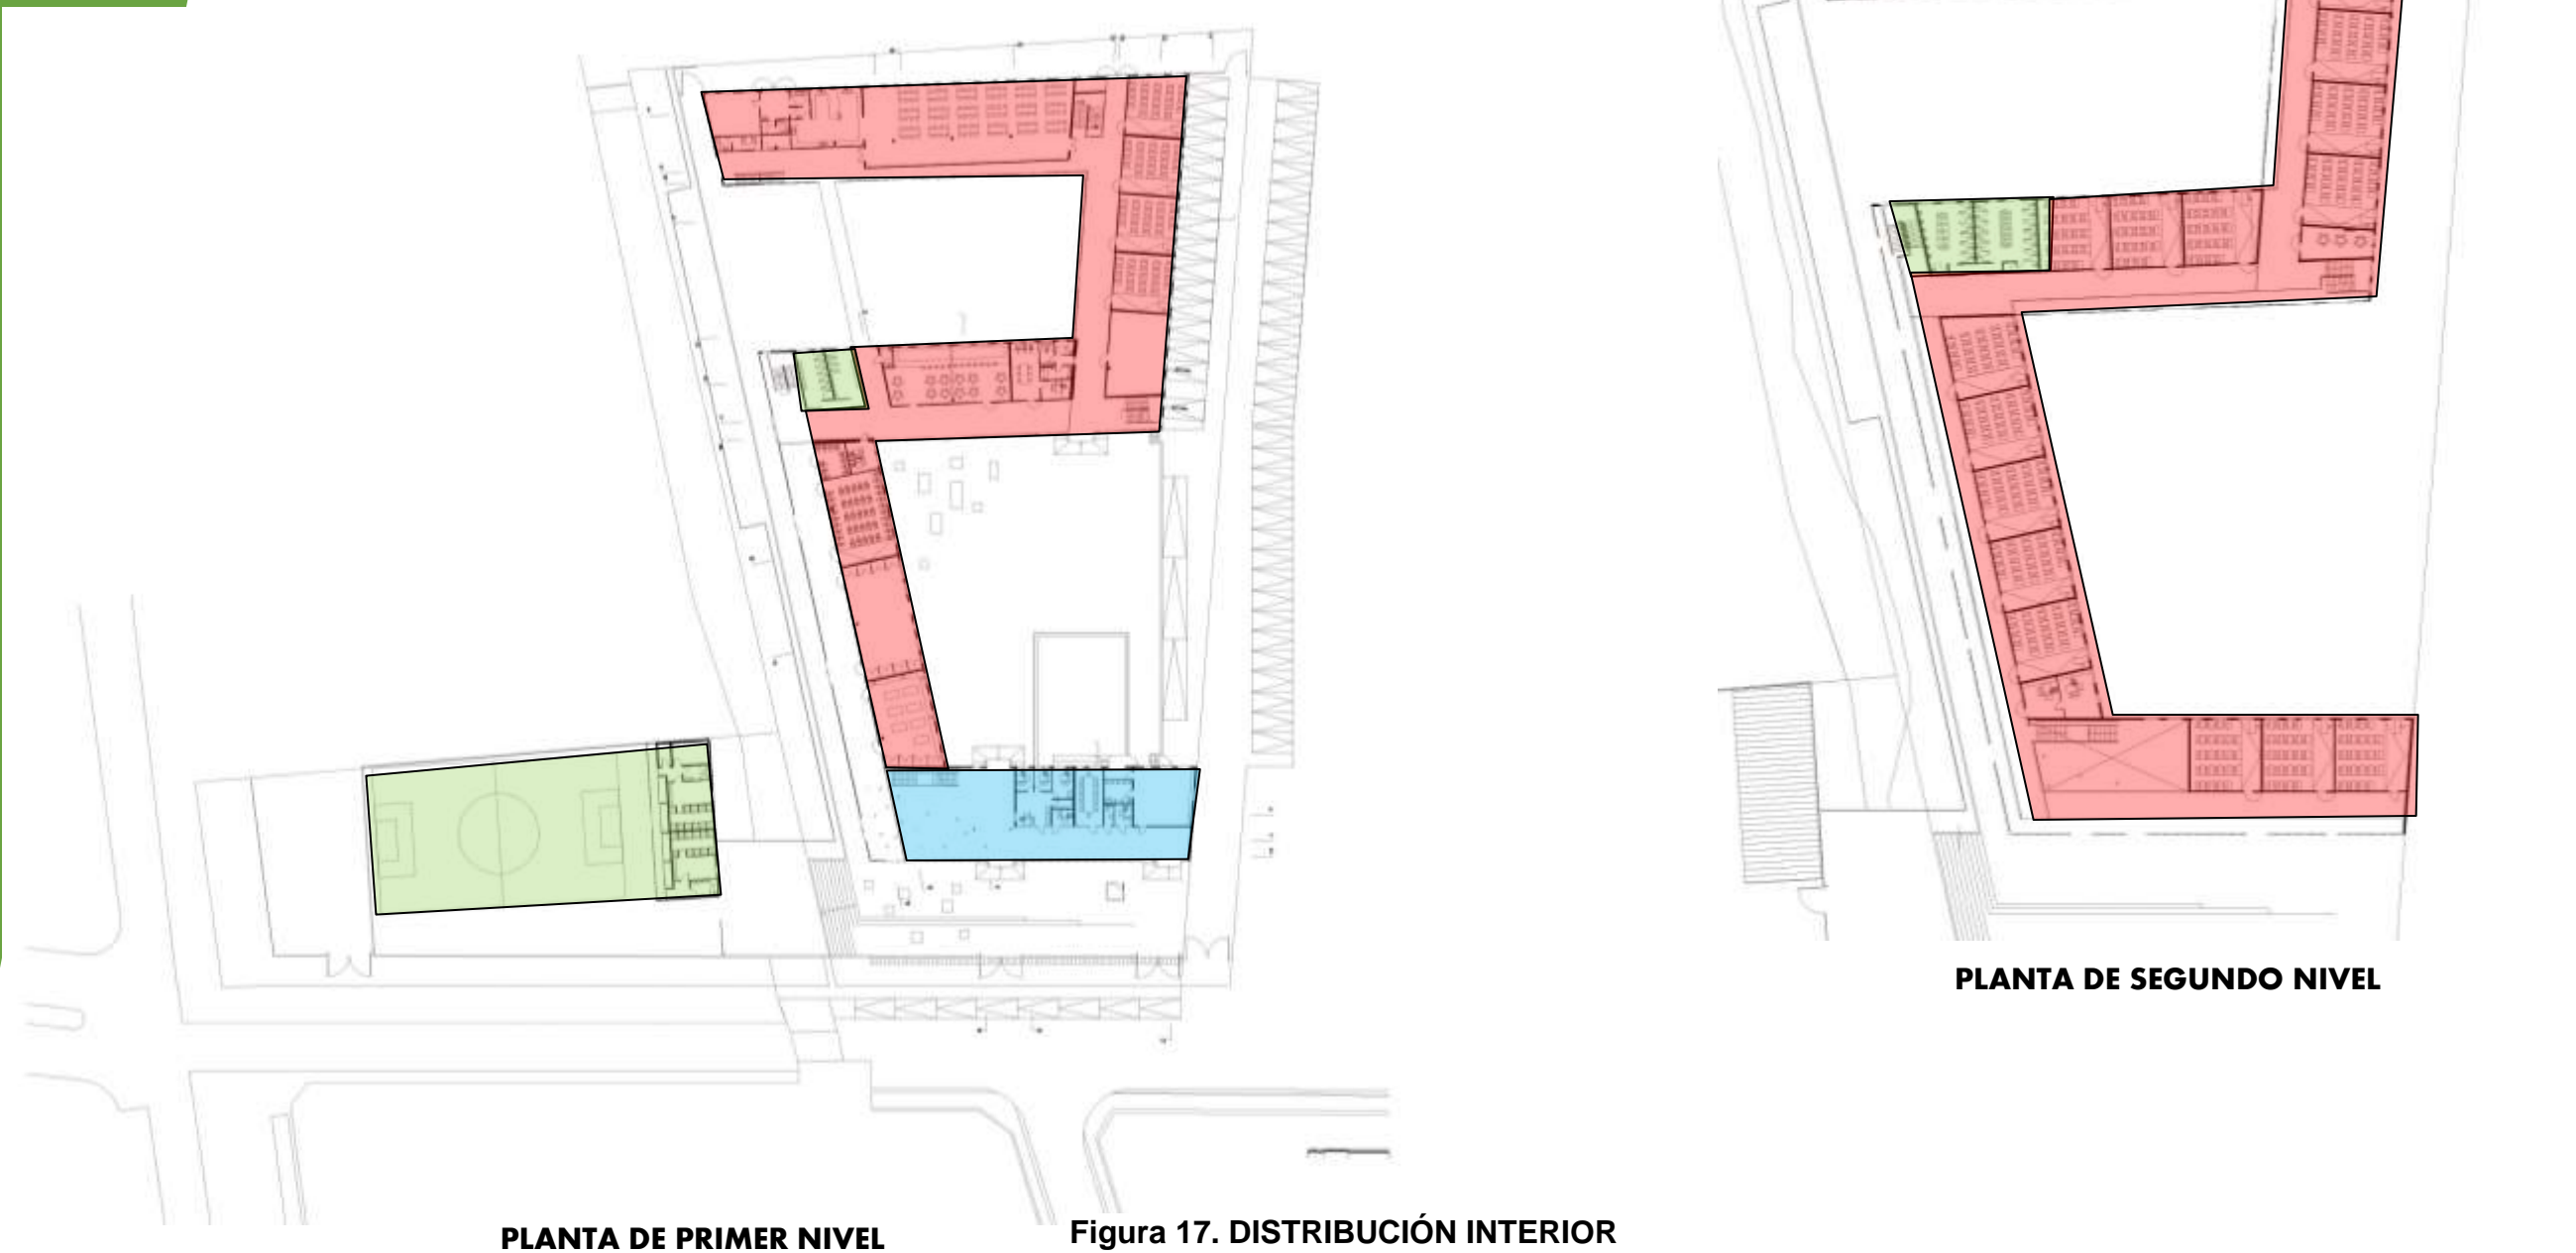 PLANTA DE SEGUNDO NIVEL
PLANTA DE PRIMER NIVEL
Figura 17. DISTRIBUCIÓN INTERIOR